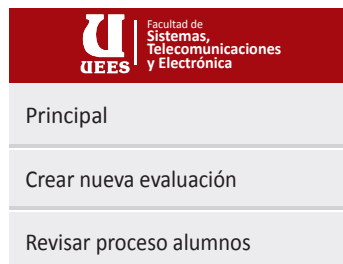 UEES
Facultad de
Sistemas,
Telecomunicaciones
y Electrónica
Principal
Crear nueva evaluación
Revisar proceso alumnos